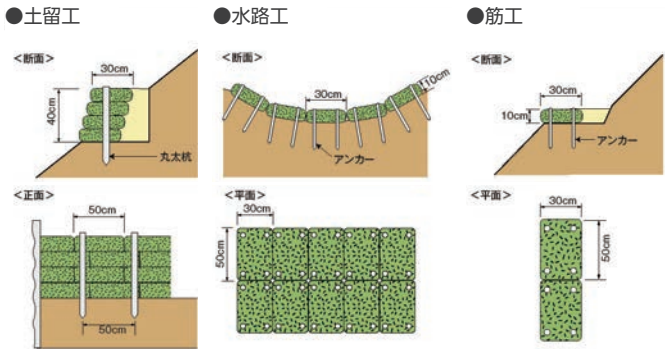 ●土留工
<断面>
30cm
40cm
丸太杭
<正面>
50cm
50cm
●水路工
<断面>
30cm
10cm
アンカー
<平面>
30cm
50cm
●筋工
<断面>
30cm
10cm
アンカー
<平面>
30cm
50cm